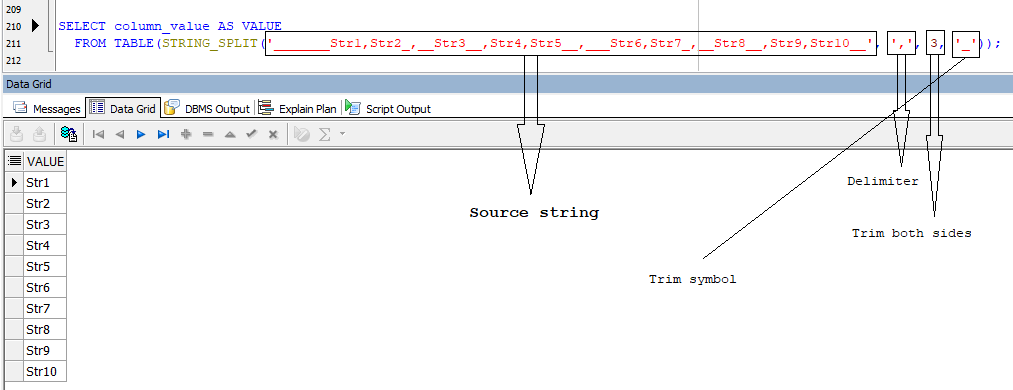 209
210 SELECT column_value AS VALUE
211 FROM TABLE(STRING_SPLIT('_______Str1,Str2_,__Str3__,Str4,Str5__,___Str6,Str7_,__Str8__,Str9,Str10__', ',', 3, '_'));
212
Data Grid
Messages Data Grid DBMS Output Explain Plan Script Output
VALUE
Str1
Str2
Str3
Str4
Str5
Str6
Str7
Str8
Str9
Str10
Delimiter
Source string
Trim both sides
Trim symbol